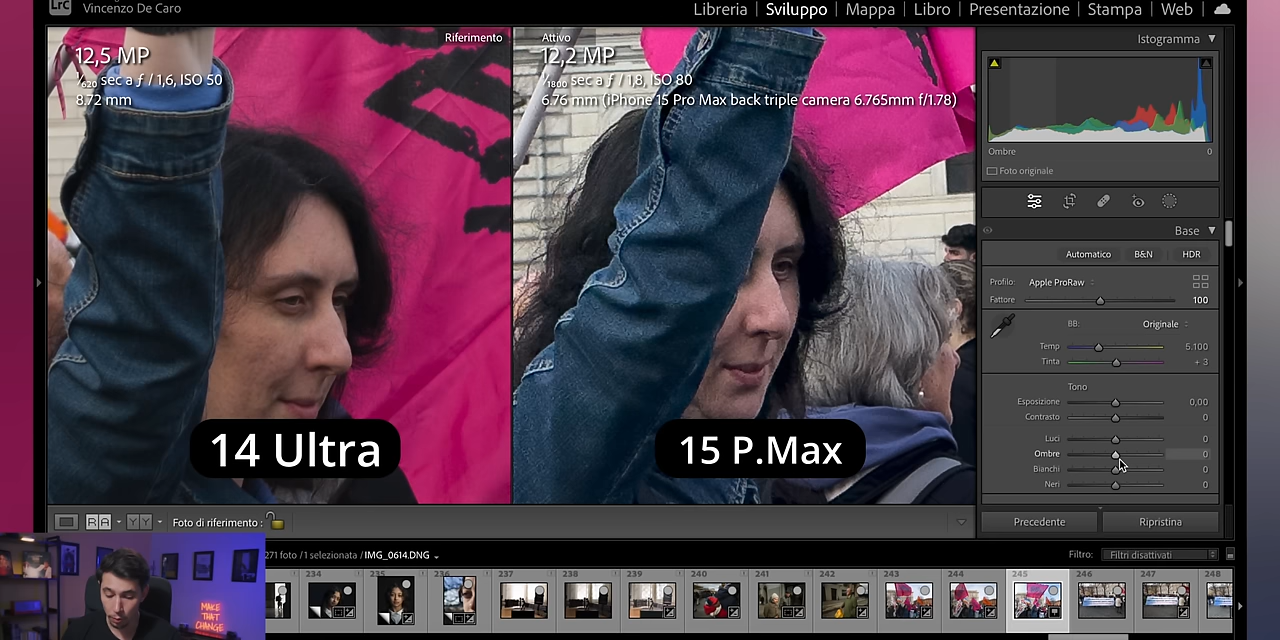 LrC
Vincenzo De Caro
Libreria | Sviluppo | Mappa | Libro | Presentazione | Stampa | Web
Riferimento
12,5 MP
1/620 sec a ƒ / 1,6, ISO 50
8.72 mm
Attivo
12,2 MP
1/1800 sec a ƒ / 1,8, ISO 80
6.76 mm (iPhone 15 Pro Max back triple camera 6.765mm f/1.78)
14 Ultra
15 P.Max
Istogramma
Ombre 0
Foto originale
Base
Automatico B&N HDR
Profilo: Apple ProRaw
Fattore 100
BB: Originale
Temp 5.100
Tinta + 3
Tono
Esposizione 0,00
Contrasto 0
Luci 0
Ombre 0
Bianchi 0
Neri 0
Precedente Ripristina
R A Y Y Foto di riferimento :
271 foto / 1 selezionata / IMG_0614.DNG
Filtro: Filtri disattivati
234 235 236 237 238 239 240 241 242 243 244 245 246 247 248
MAKE
THAT
CHANGE